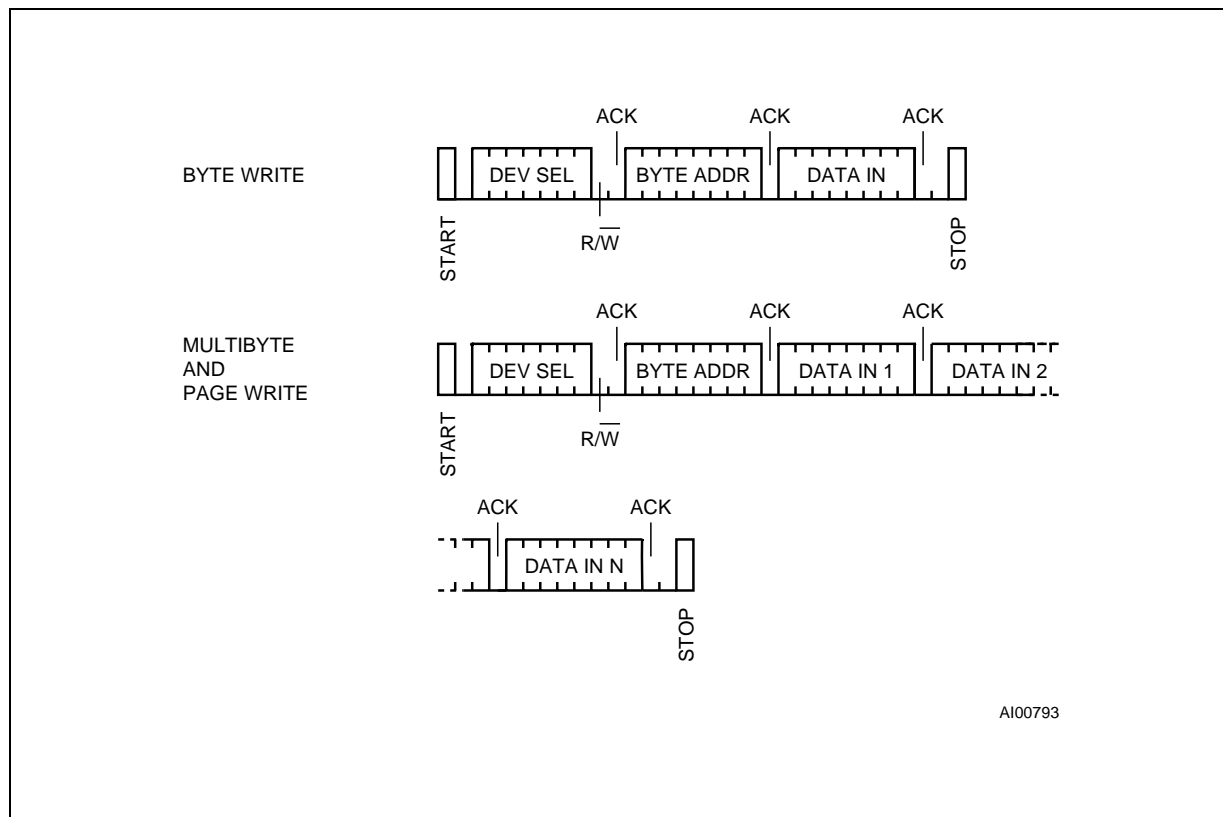 ACK ACK ACK
BYTE WRITE DEV SEL BYTE ADDR DATA IN
R/W̅
START STOP
ACK ACK ACK
MULTIBYTE
AND
PAGE WRITE
DEV SEL BYTE ADDR DATA IN 1 DATA IN 2
R/W̅
START
ACK ACK
DATA IN N
STOP
AI00793